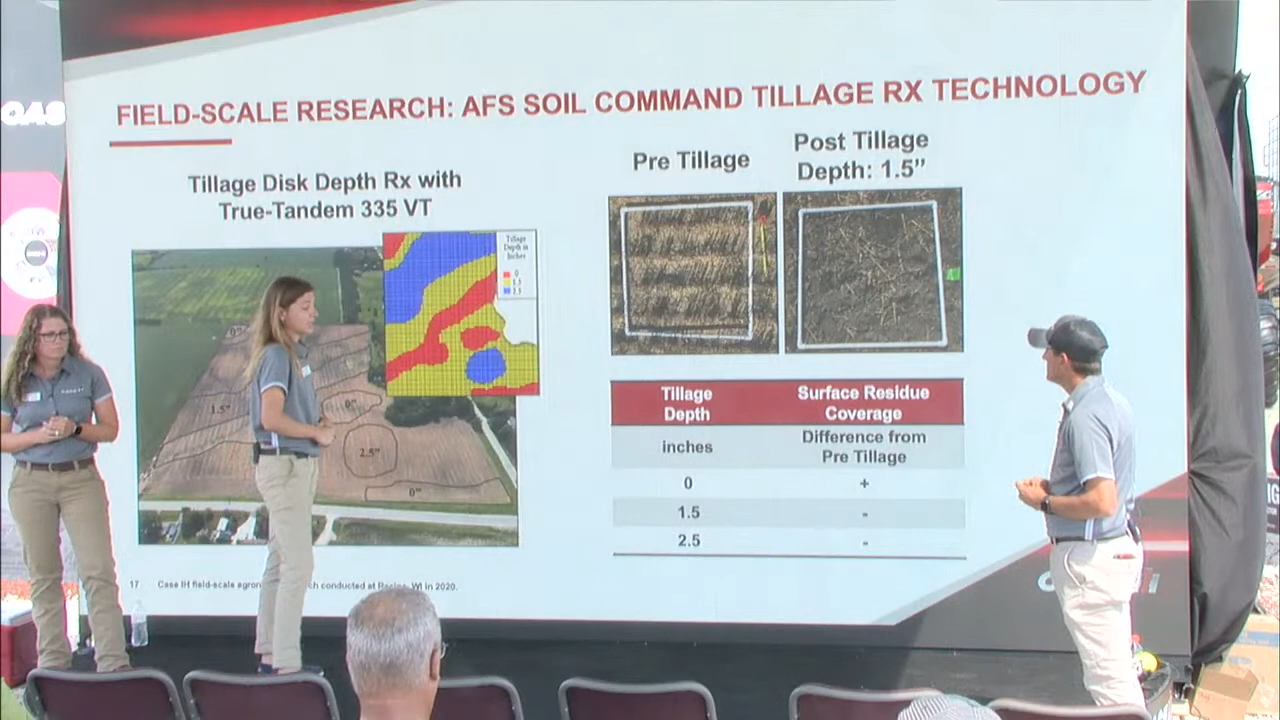 FIELD-SCALE RESEARCH: AFS SOIL COMMAND TILLAGE RX TECHNOLOGY
Tillage Disk Depth Rx with
True-Tandem 335 VT
Tillage
Depth in
Inches
0
1.5
2.5
0"
1.5"
0"
2.5"
0"
Pre Tillage
Post Tillage
Depth: 1.5”
Tillage
Depth
Surface Residue
Coverage
inches
Difference from
Pre Tillage
0
+
1.5
-
2.5
-
17
Case IH field-scale agron
ch conducted at Racine, WI in 2020.